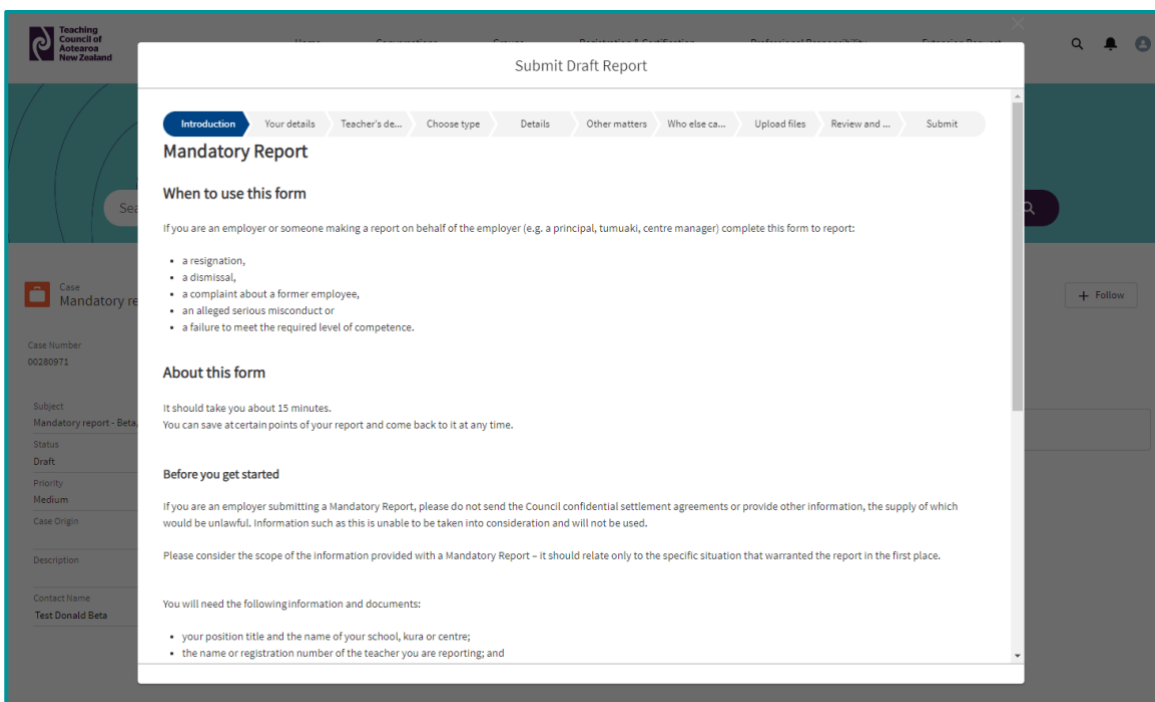 Teaching
Council of
Aotearoa
New Zealand
Home
Submit Draft Report
Introduction
Your details
Teacher's de...
Choose type
Details
Other matters
Who else ca...
Upload files
Review and ...
Submit
Mandatory Report
When to use this form
Sea
If you are an employer or someone making a report on behalf of the employer (e.g. a principal, tumuaki, centre manager) complete this form to report:
• a resignation,
• a dismissal,
• a complaint about a former employee,
• an alleged serious misconduct or
• a failure to meet the required level of competence.
Case
Mandatory re
+ Follow
Case Number
00280971
About this form
It should take you about 15 minutes.
You can save at certain points of your report and come back to it at any time.
Subject
Mandatory report - Beta,
Status
Draft
Priority
Medium
Case Origin
Description
Contact Name
Test Donald Beta
Before you get started
If you are an employer submitting a Mandatory Report, please do not send the Council confidential settlement agreements or provide other information, the supply of which
would be unlawful. Information such as this is unable to be taken into consideration and will not be used.
Please consider the scope of the information provided with a Mandatory Report – it should relate only to the specific situation that warranted the report in the first place.
You will need the following information and documents:
• your position title and the name of your school, kura or centre;
• the name or registration number of the teacher you are reporting; and